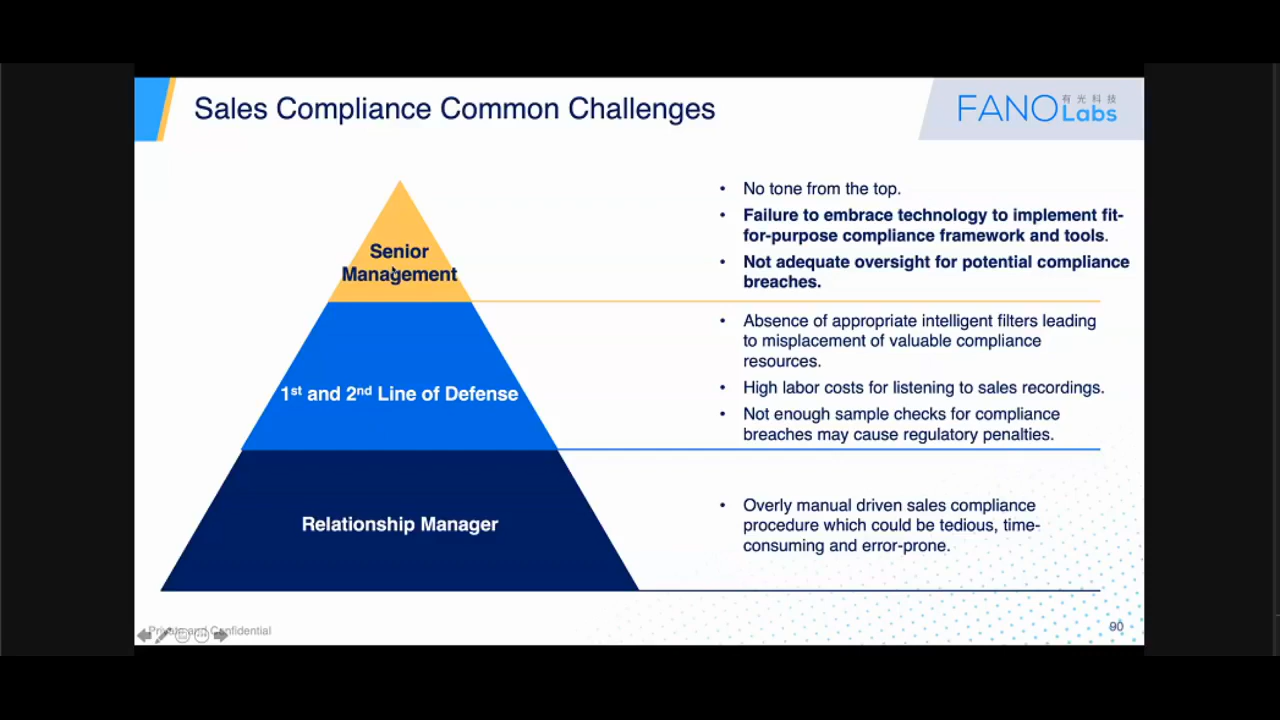 Sales Compliance Common Challenges
FANO 有光科技
Labs
Senior
Management
• No tone from the top.
• Failure to embrace technology to implement fit-
for-purpose compliance framework and tools.
• Not adequate oversight for potential compliance
breaches.
1st and 2nd Line of Defense
• Absence of appropriate intelligent filters leading
to misplacement of valuable compliance
resources.
• High labor costs for listening to sales recordings.
• Not enough sample checks for compliance
breaches may cause regulatory penalties.
Relationship Manager
• Overly manual driven sales compliance
procedure which could be tedious, time-
consuming and error-prone.
Private and Confidential
90